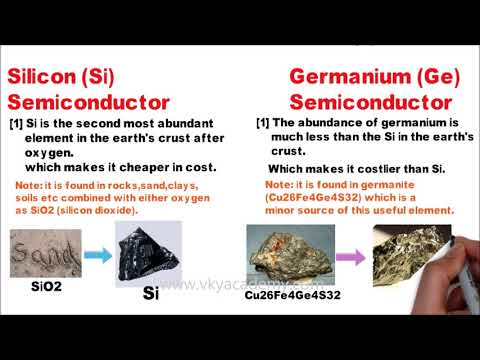 Silicon (Si)
Semiconductor
[1] Si is the second most abundant
element in the earth's crust after
oxygen.
which makes it cheaper in cost.
Note: it is found in rocks,sand,clays,
soils etc combined with either oxygen
as SiO2 (silicon dioxide).
Sand
SiO2
Si
Germanium (Ge)
Semiconductor
[1] The abundance of germanium is
much less than the Si in the earth's
crust.
Which makes it costlier than Si.
Note: it is found in germanite
(Cu26Fe4Ge4S32) which is a
minor source of this useful element.
Cu26Fe4Ge4S32
www.vkyacademy.com